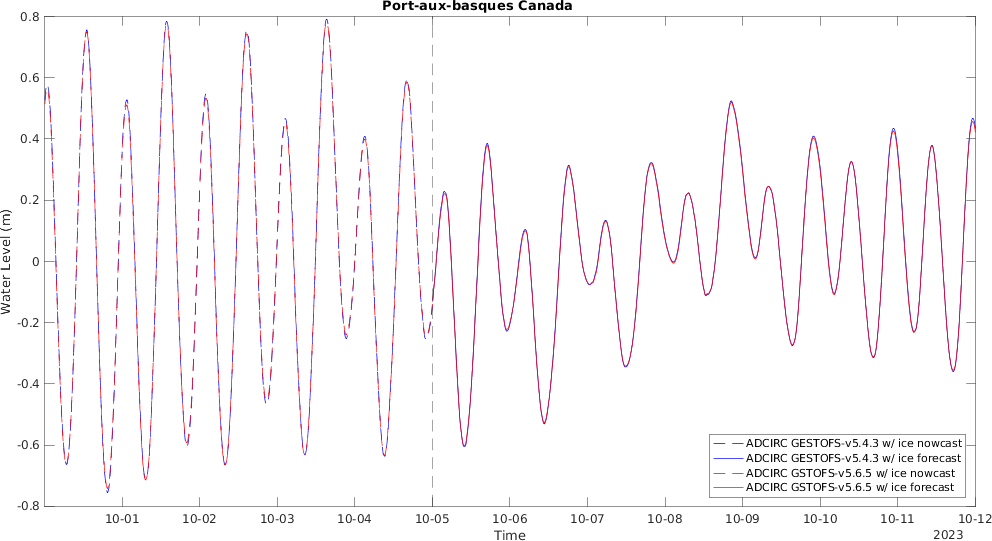 Port-aux-basques Canada
0.8
0.6
0.4
0.2
0
-0.2
-0.4
-0.6
-0.8
Water Level (m)
10-01 10-02 10-03 10-04 10-05 10-06 10-07 10-08 10-09 10-10 10-11 10-12
Time
2023
ADCIRC GESTOFS-v5.4.3 w/ ice nowcast
ADCIRC GESTOFS-v5.4.3 w/ ice forecast
ADCIRC GSTOFS-v5.6.5 w/ ice nowcast
ADCIRC GSTOFS-v5.6.5 w/ ice forecast